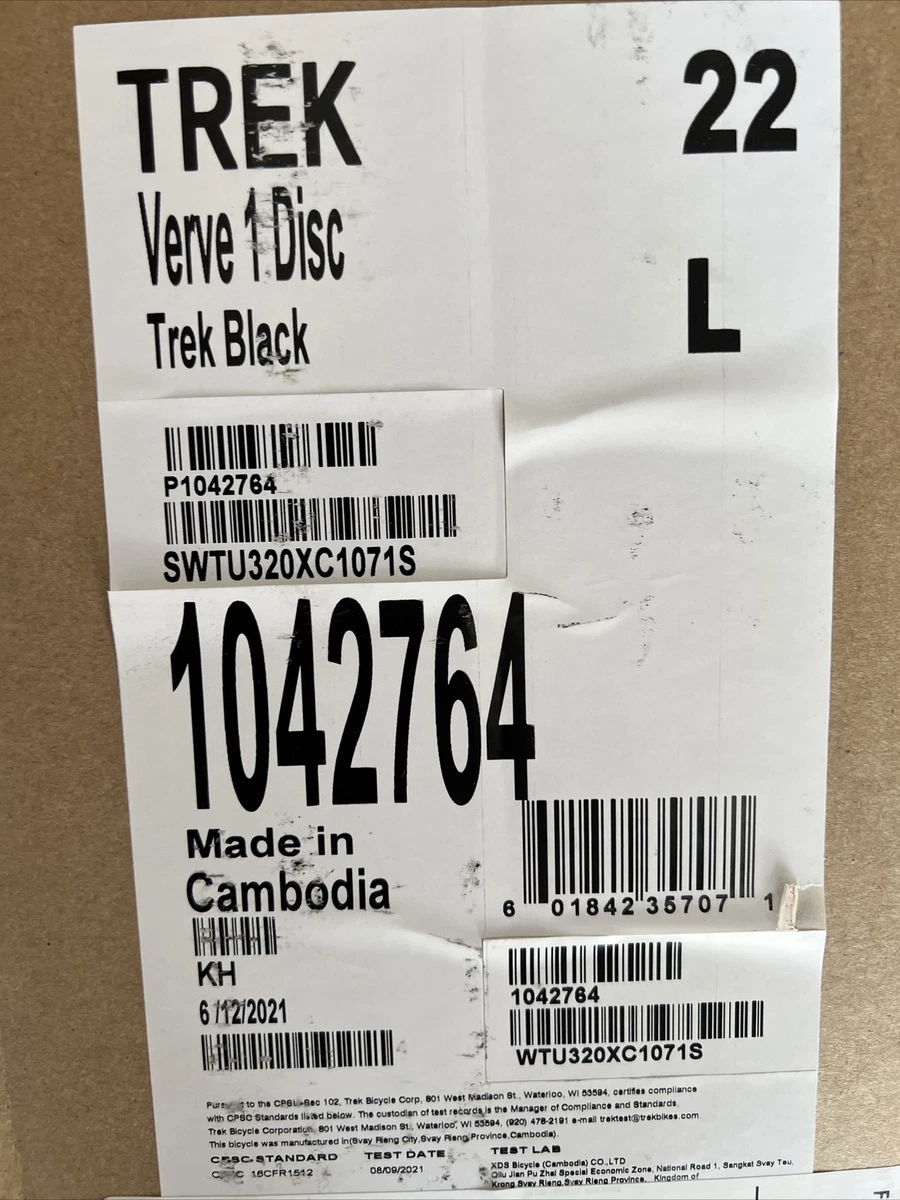 TREK
22
Verve 1 Disc
L
Trek Black
P1042764
SWTU320XC1071S
1042764
Made in
Cambodia
6 01842 35707 1
KH
6/12/2021
1042764
WTU320XC1071S
to the 102, Trek Bicycle Corp, 801 West Madison St., Waterloo, WI 53594, certifies compliance
with CPSC Standards listed below. The custodian of test records is the Manager of Compliance and Standards,
Trek Bicycle Corporation, 801 West Madison St., Waterloo, WI 53594, (920) 478-2191 e-mail trektest@trekbikes.com
This bicycle was manufactured in(Svay Rieng City,Svay Rieng Province,Cambodia).
CPSC STANDARD
TEST DATE
TEST LAB
16CFR1512
08/09/2021
XDS Bicycle (Cambodia) CO.,LTD
Qilu Jian Pu Zhai Special Economic Zone, National Road 1, Sangkat Svay Teu,
Krong Svay Rieng,Svay Rieng Province, Kingdom of